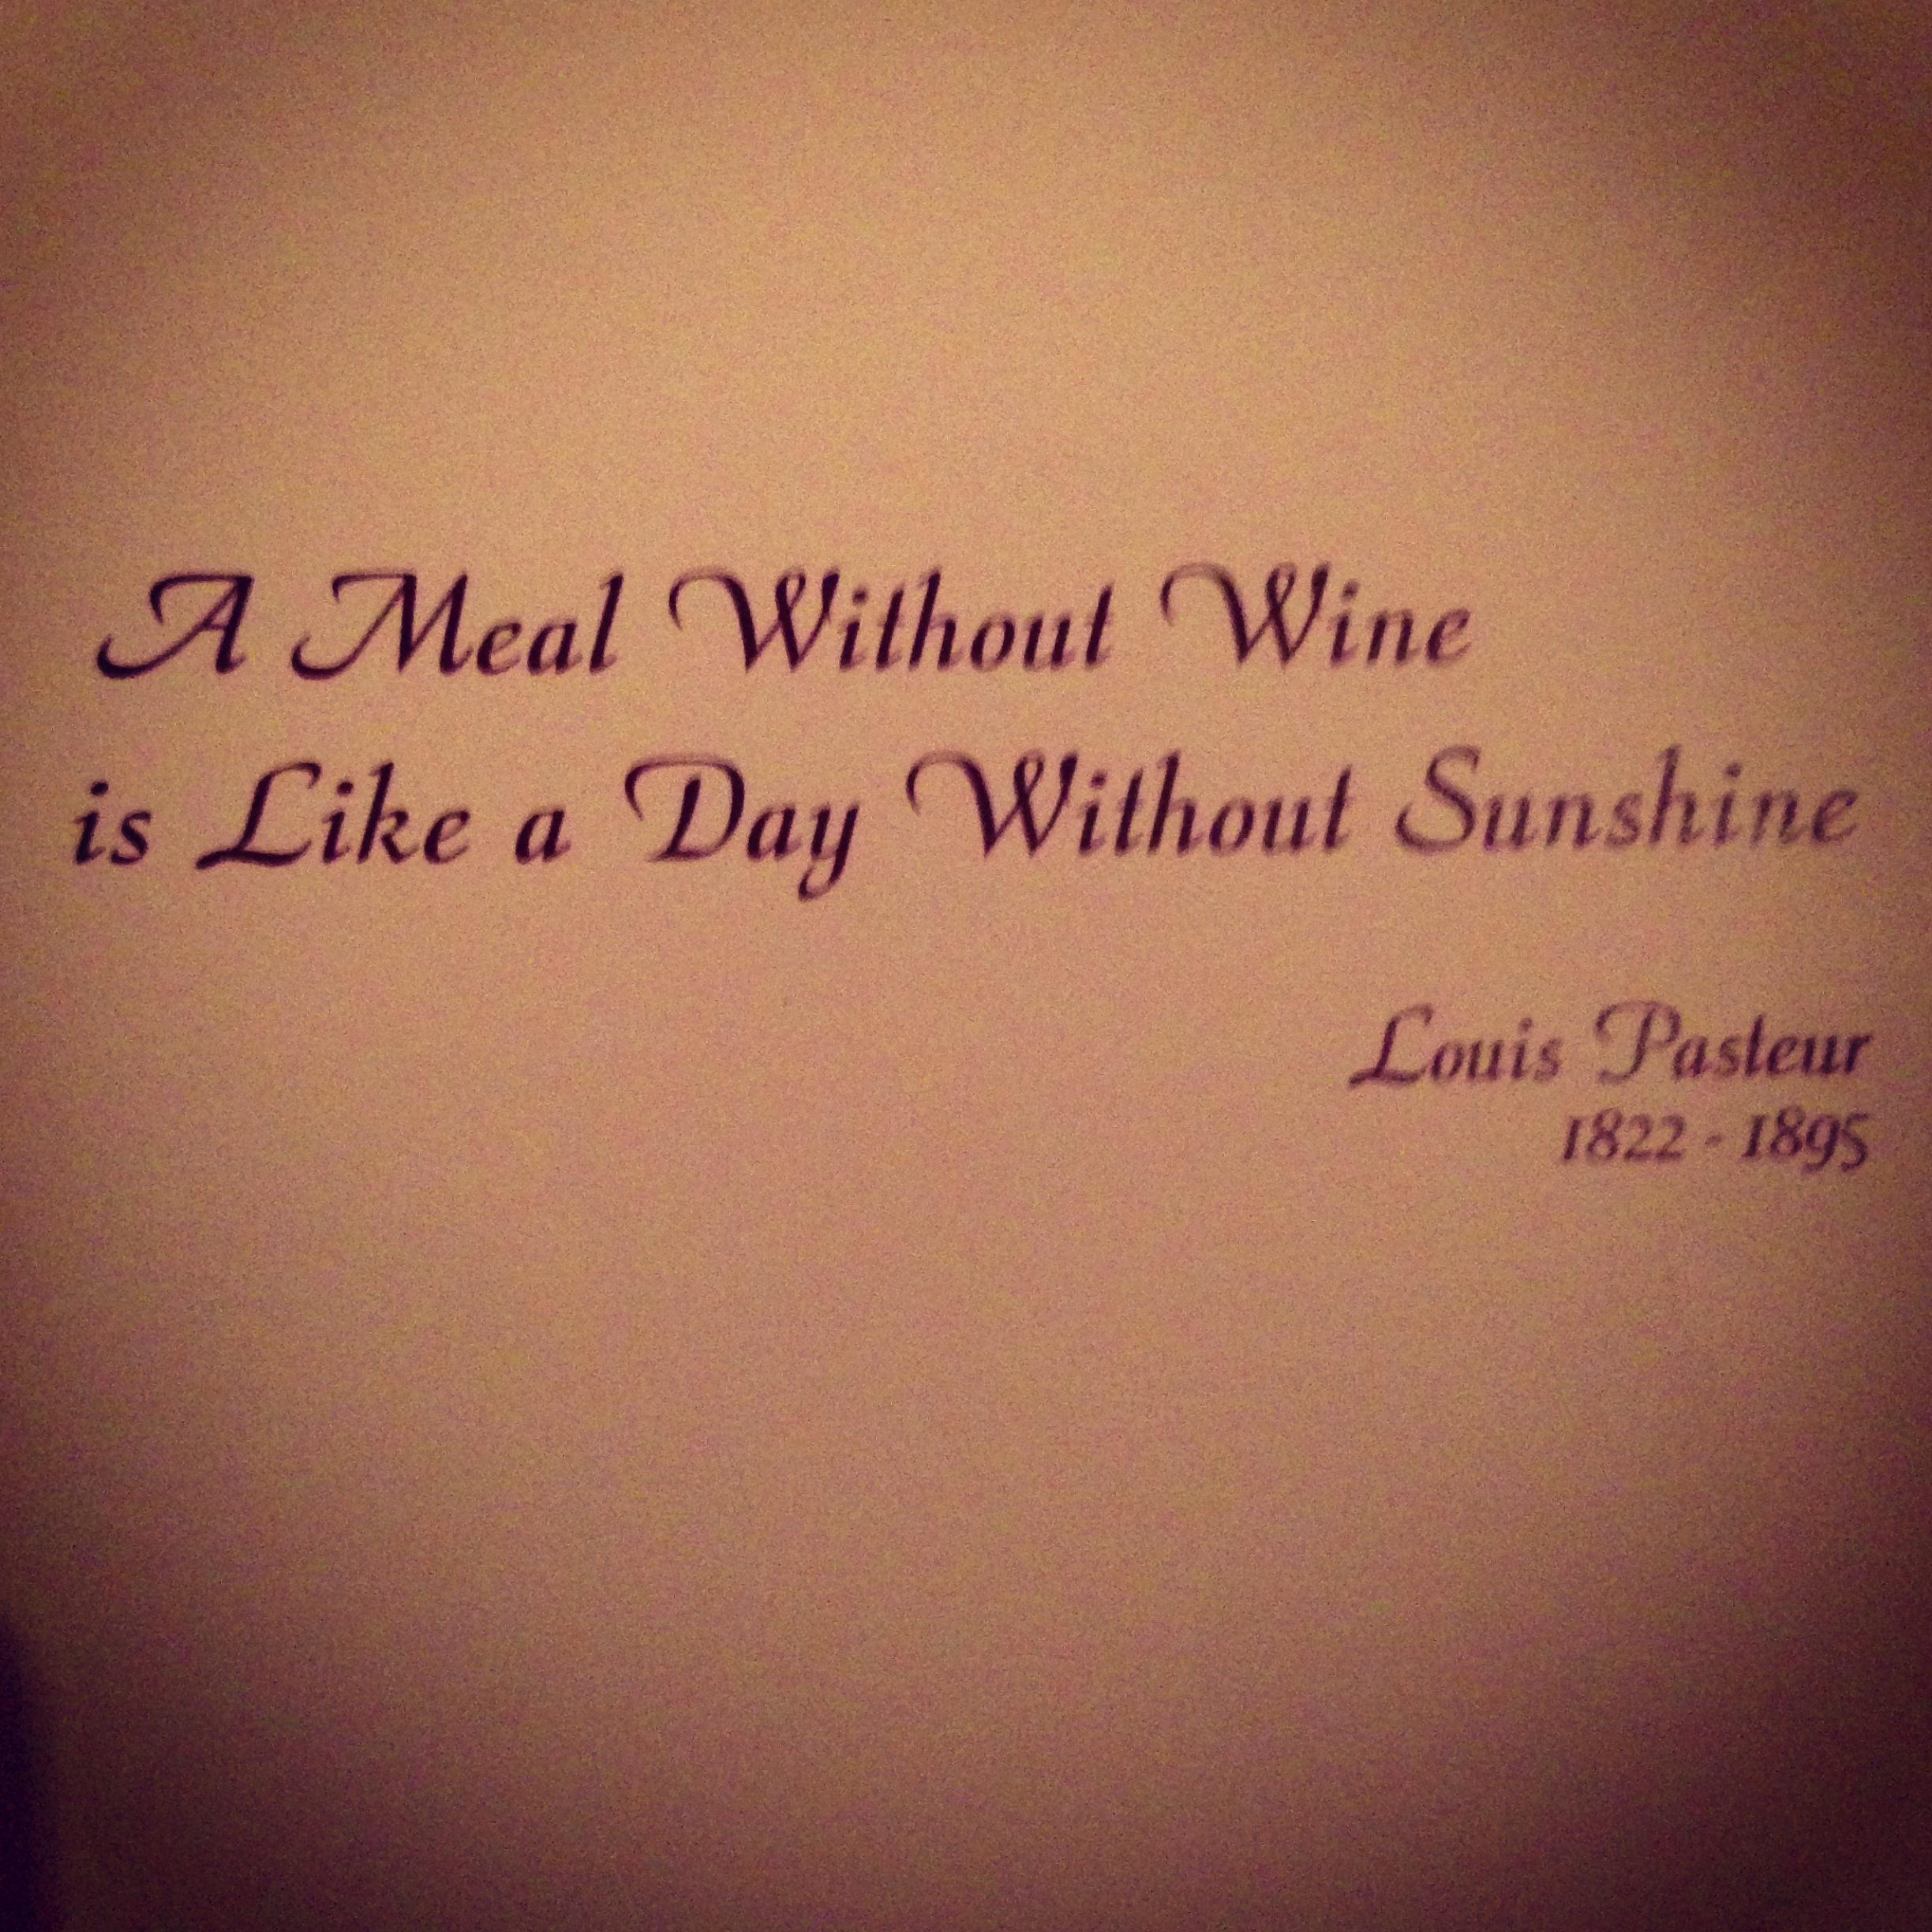 A Meal Without Wine
is Like a Day Without Sunshine
Louis Pasteur
1822 - 1895